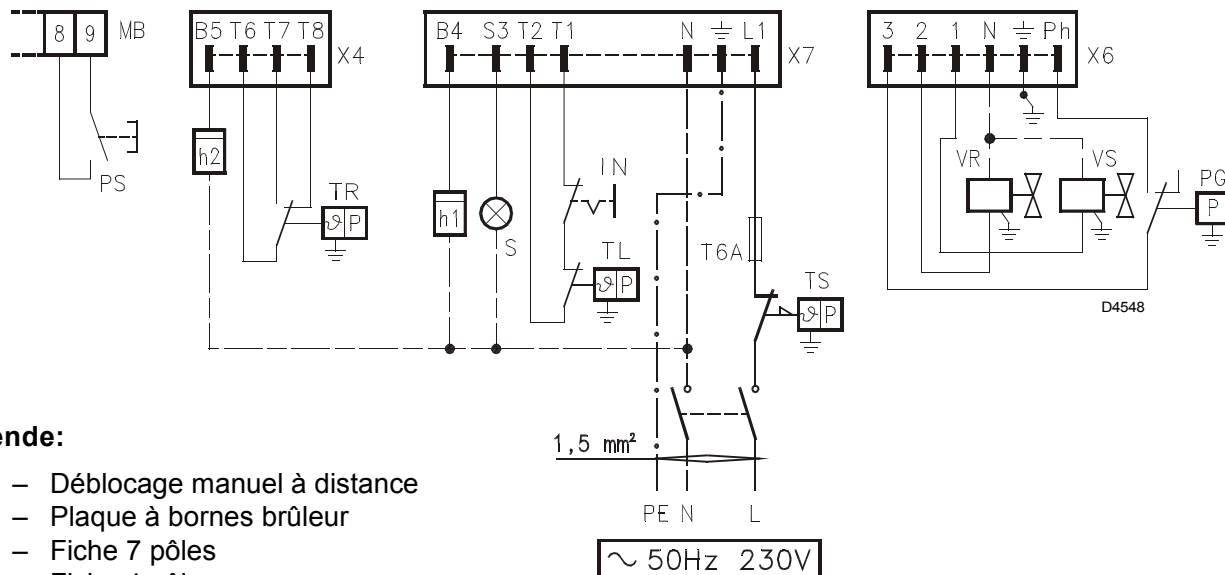 8 9 MB
B5 T6 T7 T8 X4
B4 S3 T2 T1 N L1 X7
3 2 1 N Ph X6
PS
h2
TR
ϑ P
h1
S
IN
TL
ϑ P
T6A
TS
ϑ P
VR VS
PG
P
D4548
1,5 mm²
PE N L
~ 50Hz 230V
ende:
– Déblocage manuel à distance
– Plaque à bornes brûleur
– Fiche 7 pôles